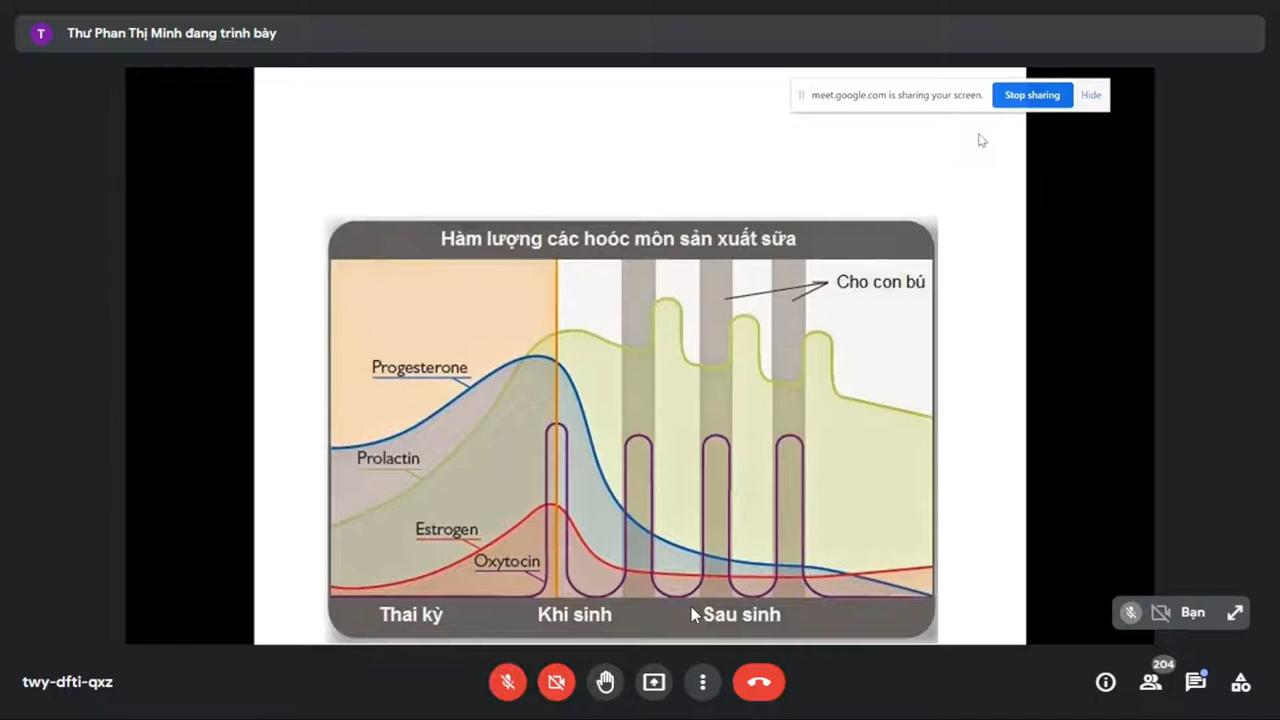 T
Thư Phan Thị Minh đang trình bày
meet.google.com is sharing your screen.
Stop sharing
Hide
Hàm lượng các hoóc môn sản xuất sữa
Cho con bú
Progesterone
Prolactin
Estrogen
Oxytocin
Thai kỳ
Khi sinh
Sau sinh
Bạn
twy-dfti-qxz
204